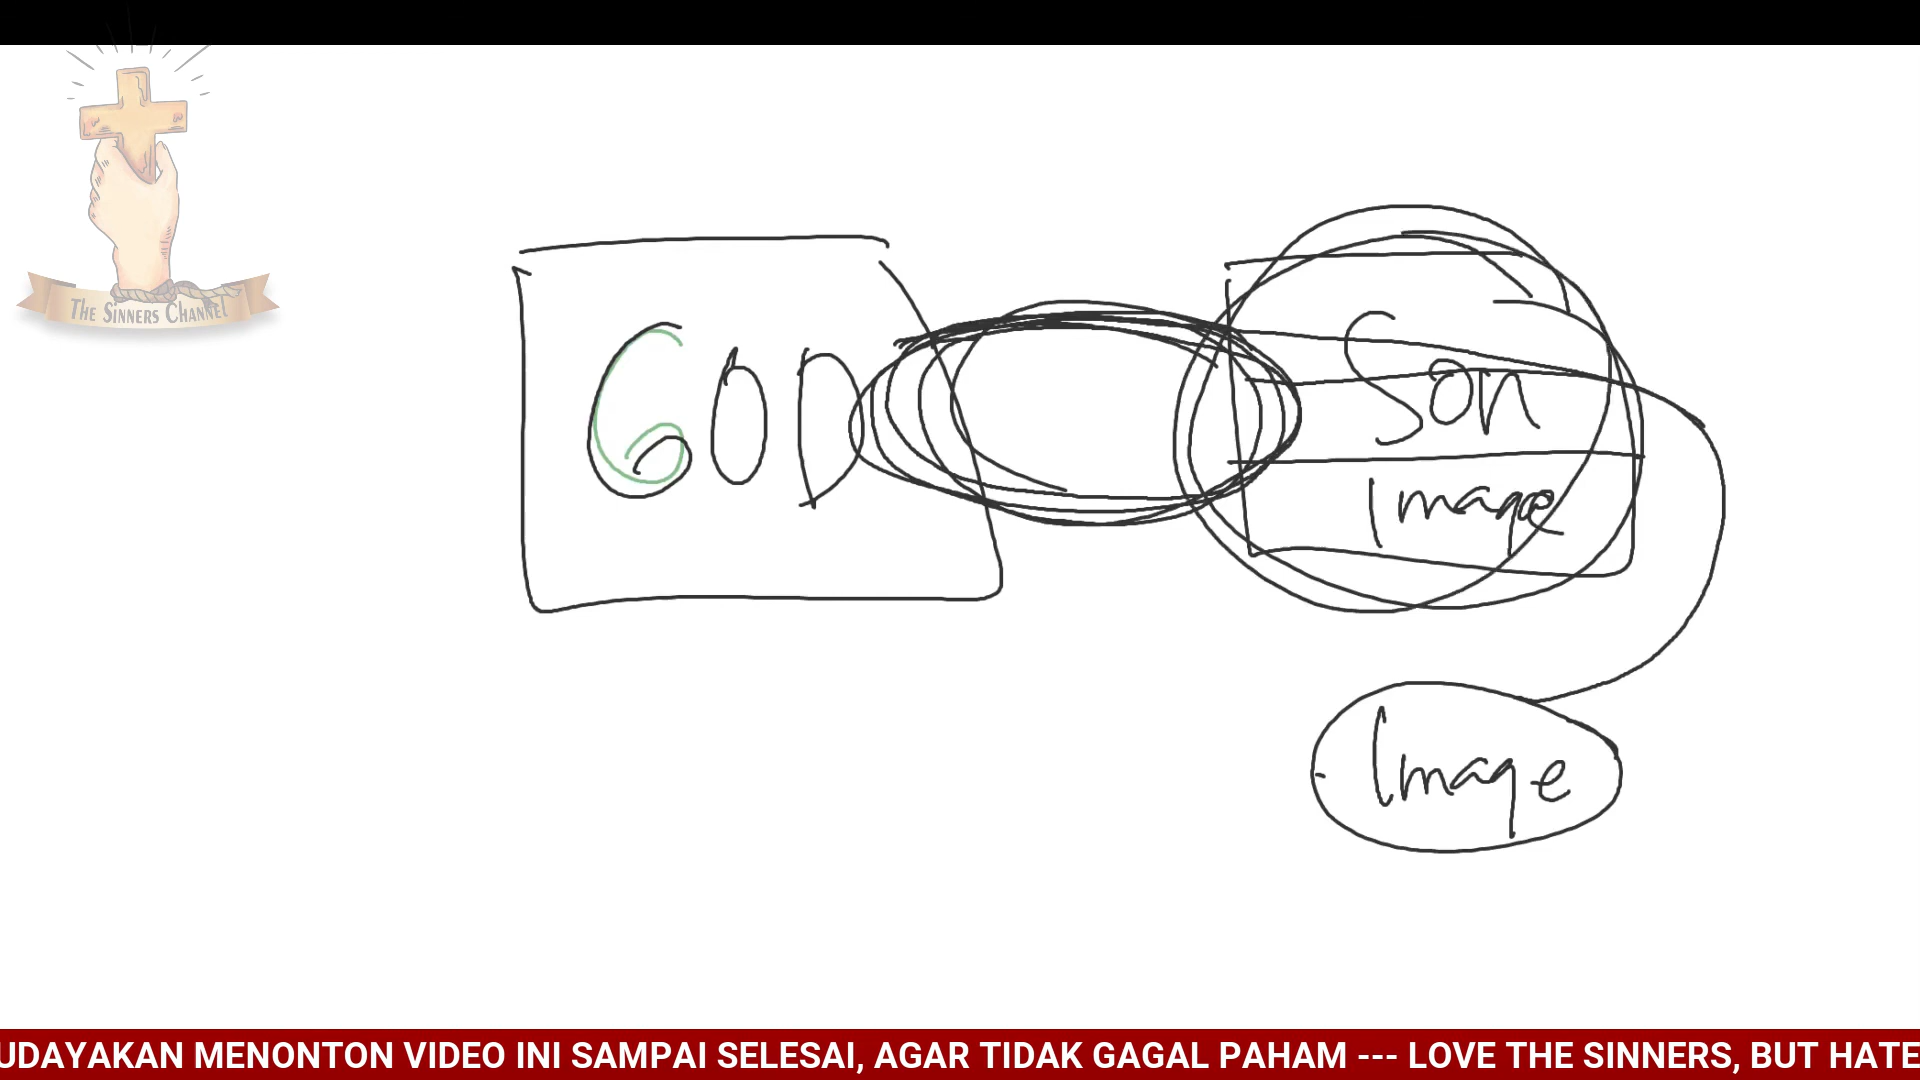 The Sinners Channel
GOD
Son
Image
Image
UDAYAKAN MENONTON VIDEO INI SAMPAI SELESAI, AGAR TIDAK GAGAL PAHAM --- LOVE THE SINNERS, BUT HATE